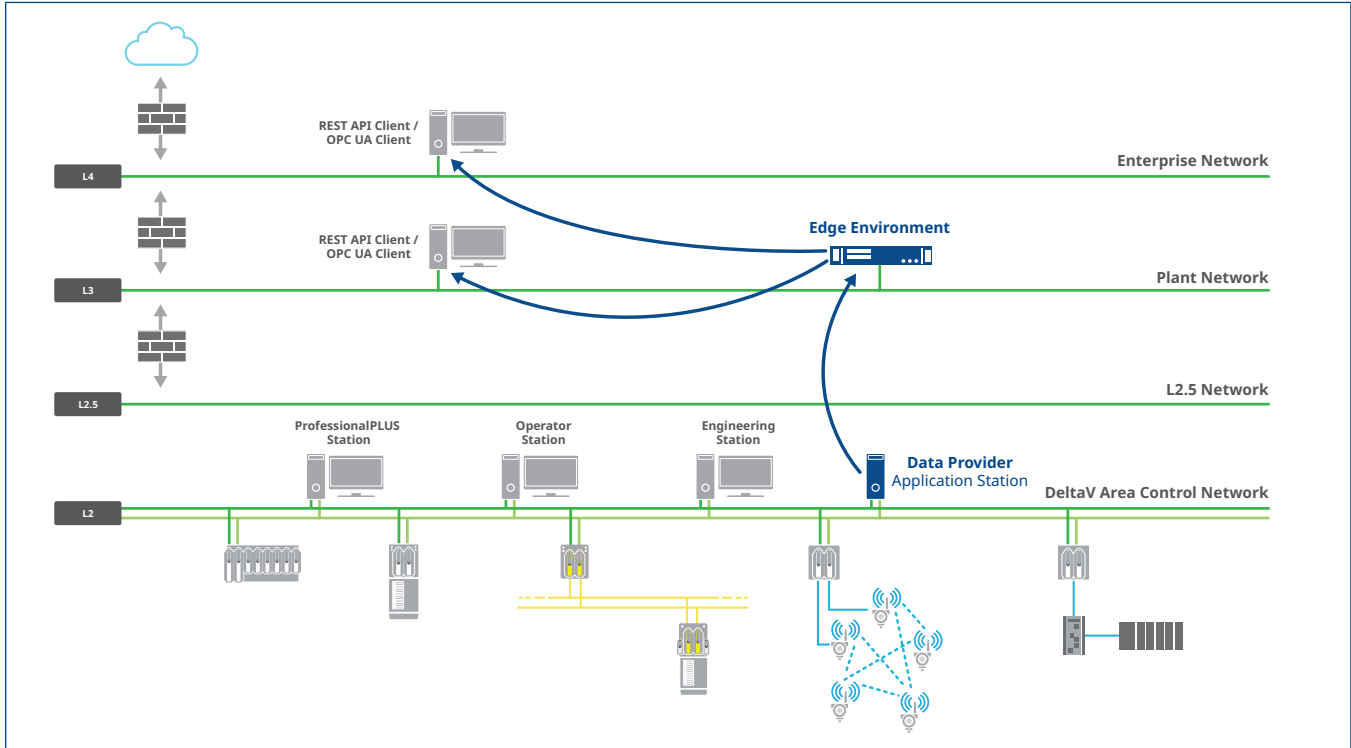 REST API Client /
OPC UA Client
Enterprise Network
L4
Edge Environment
REST API Client /
OPC UA Client
Plant Network
L3
L2.5 Network
L2.5
ProfessionalPLUS
Station
Operator
Station
Engineering
Station
Data Provider
Application Station
DeltaV Area Control Network
L2